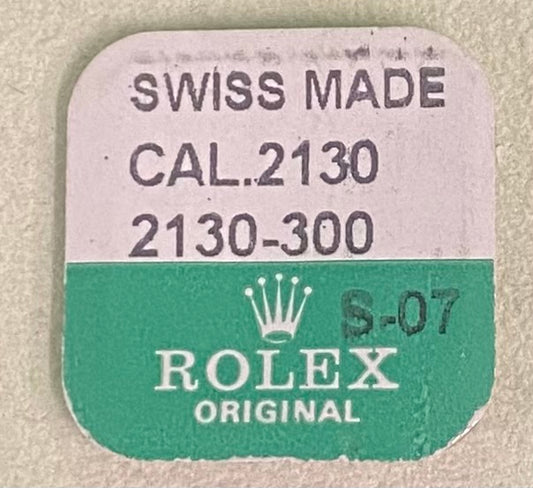 SWISS MADE
CAL.2130
2130-300
S-07
ROLEX
ORIGINAL